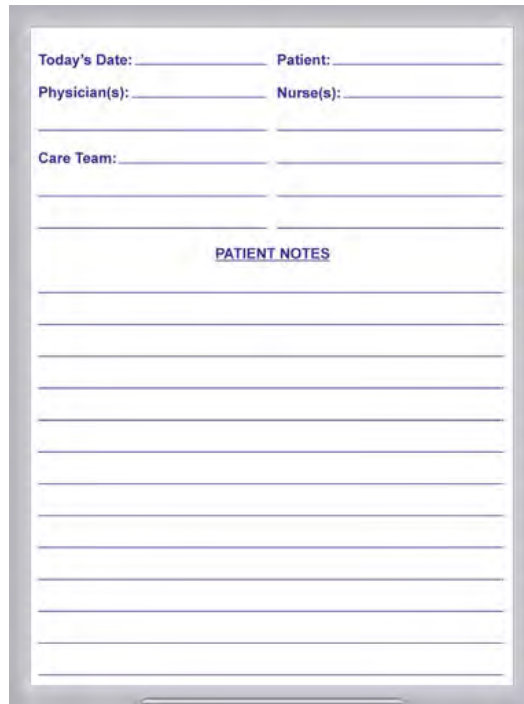 Today's Date: Patient:
Physician(s): Nurse(s):
Care Team:
PATIENT NOTES